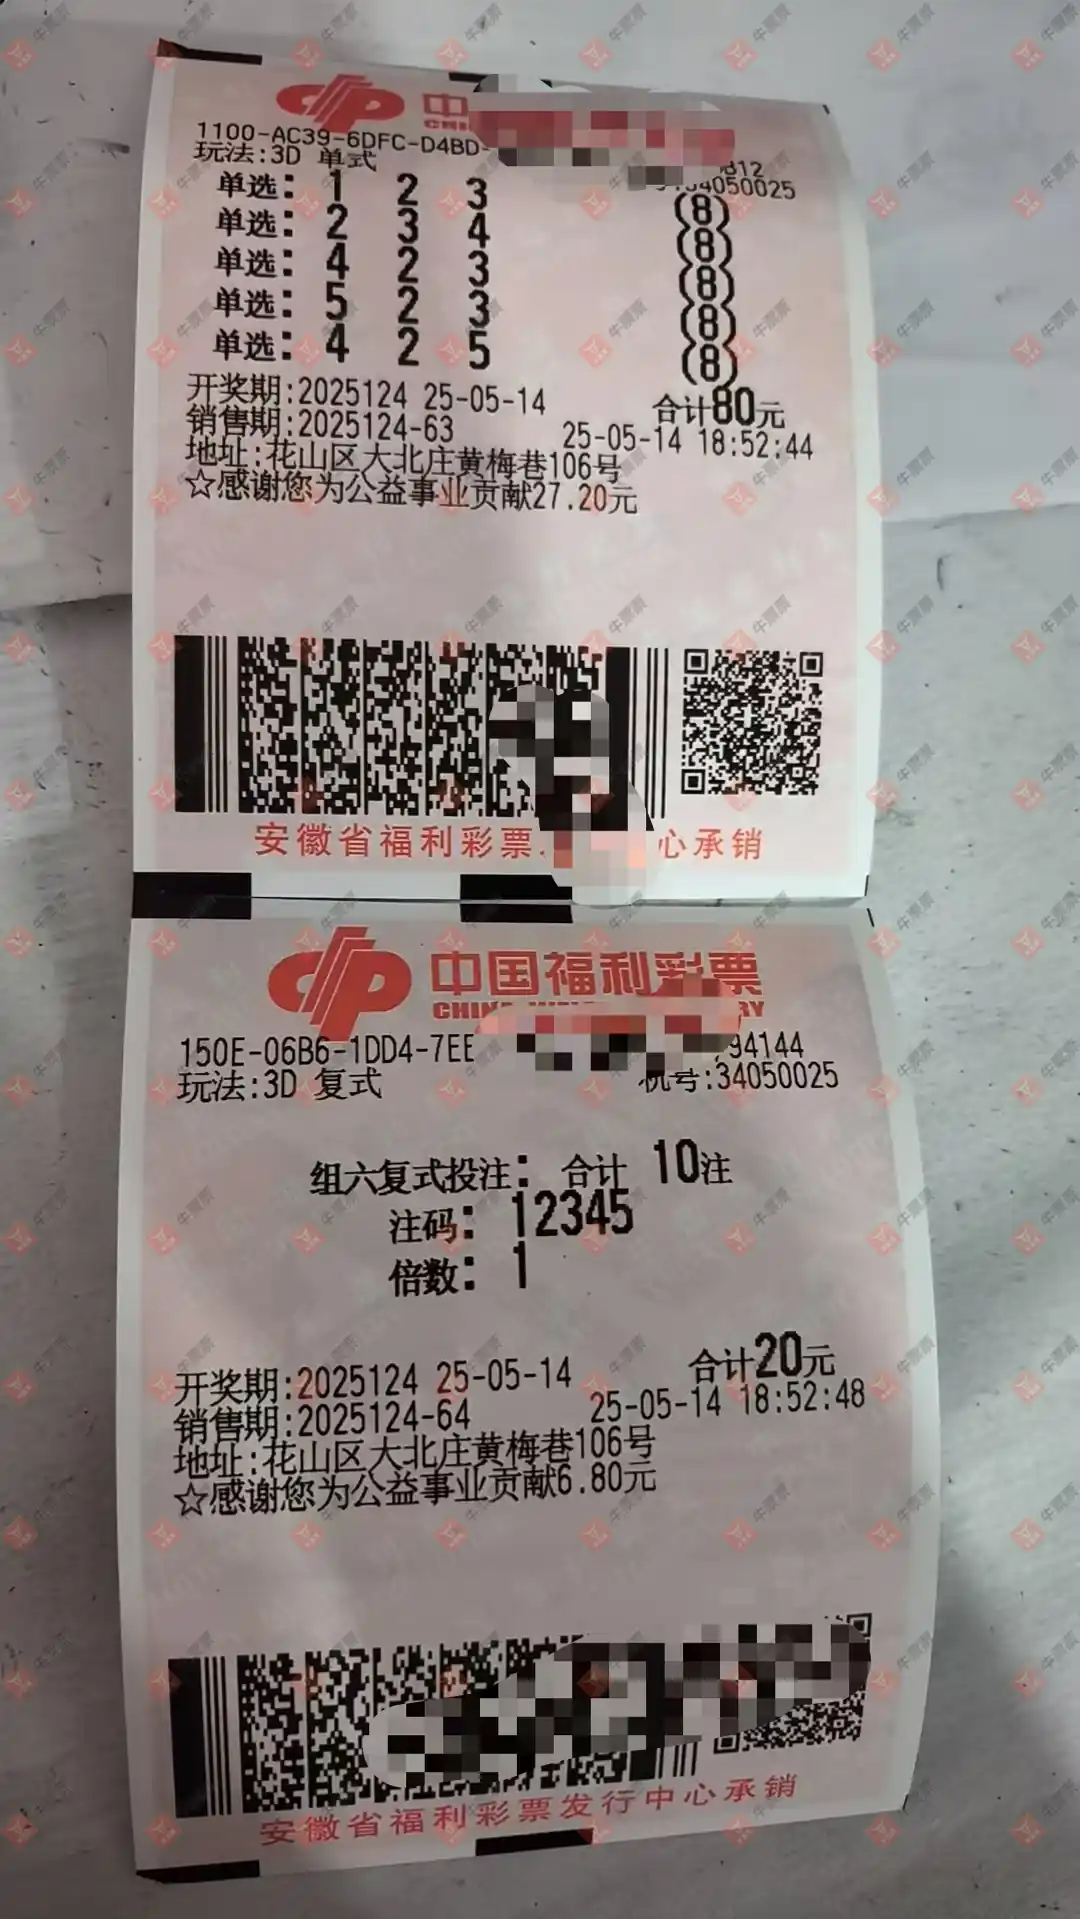 中
1100-AC39-6DFC-D4BD-
812
玩法:3D 单式
34050025
单选: 1 2 3 (8)
单选: 2 3 4 (8)
单选: 4 2 3 (8)
单选: 5 2 3 (8)
单选: 4 2 5 (8)
开奖期:2025124 25-05-14 合计80元
销售期:2025124-63 25-05-14 18:52:44
地址:花山区大北庄黄梅巷106号
☆感谢您为公益事业贡献27.20元
安徽省福利彩票 心承销
中国福利彩票
150E-06B6-1DD4-7EE 94144
玩法:3D 复式 机号:34050025
组六复式投注: 合计 10注
注码: 12345
倍数: 1
开奖期:2025124 25-05-14 合计20元
销售期:2025124-64 25-05-14 18:52:48
地址:花山区大北庄黄梅巷106号
☆感谢您为公益事业贡献6.80元
安徽省福利彩票发行中心承销
牛票票